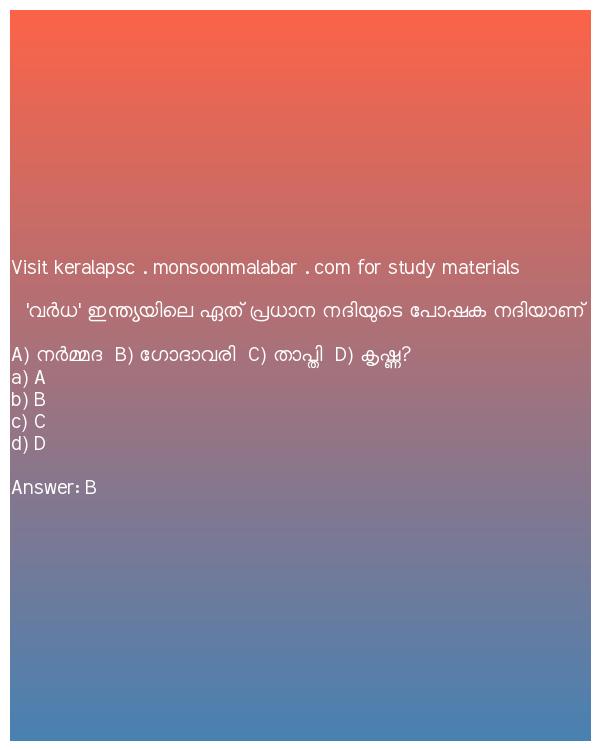 Visit keralapsc . monsoonmalabar . com for study materials
'വർധ' ഇന്ത്യയിലെ ഏത് പ്രധാന നദിയുടെ പോഷക നദിയാണ്
A) നർമ്മദ B) ഗോദാവരി C) താപ്തി D) കൃഷ്ണ?
a) A
b) B
c) C
d) D
Answer: B